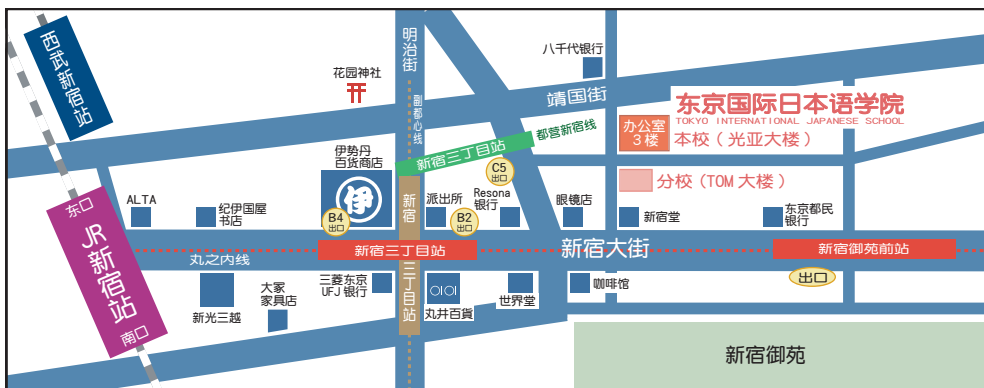 西武新宿站
明治街
八千代银行
花园神社
靖国街
副都心线
都营新宿线
东京国际日本语学院
TOKYO INTERNATIONAL JAPANESE SCHOOL
办公室
3楼
本校（光亚大楼）
分校（TOM 大楼）
伊势丹
百货商店
伊
新宿三丁目站
C5
出口
B4
出口
新宿
三丁目站
派出所
B2
出口
Resona
银行
眼镜店
新宿堂
东京都民
银行
ALTA
纪伊国屋
书店
东口
JR新宿站
南口
丸之内线
新宿三丁目站
新宿大街
新宿御苑前站
出口
新光三越
大家
家具店
三菱东京
UFJ 银行
OIOI
丸井百貨
世界堂
咖啡馆
新宿御苑